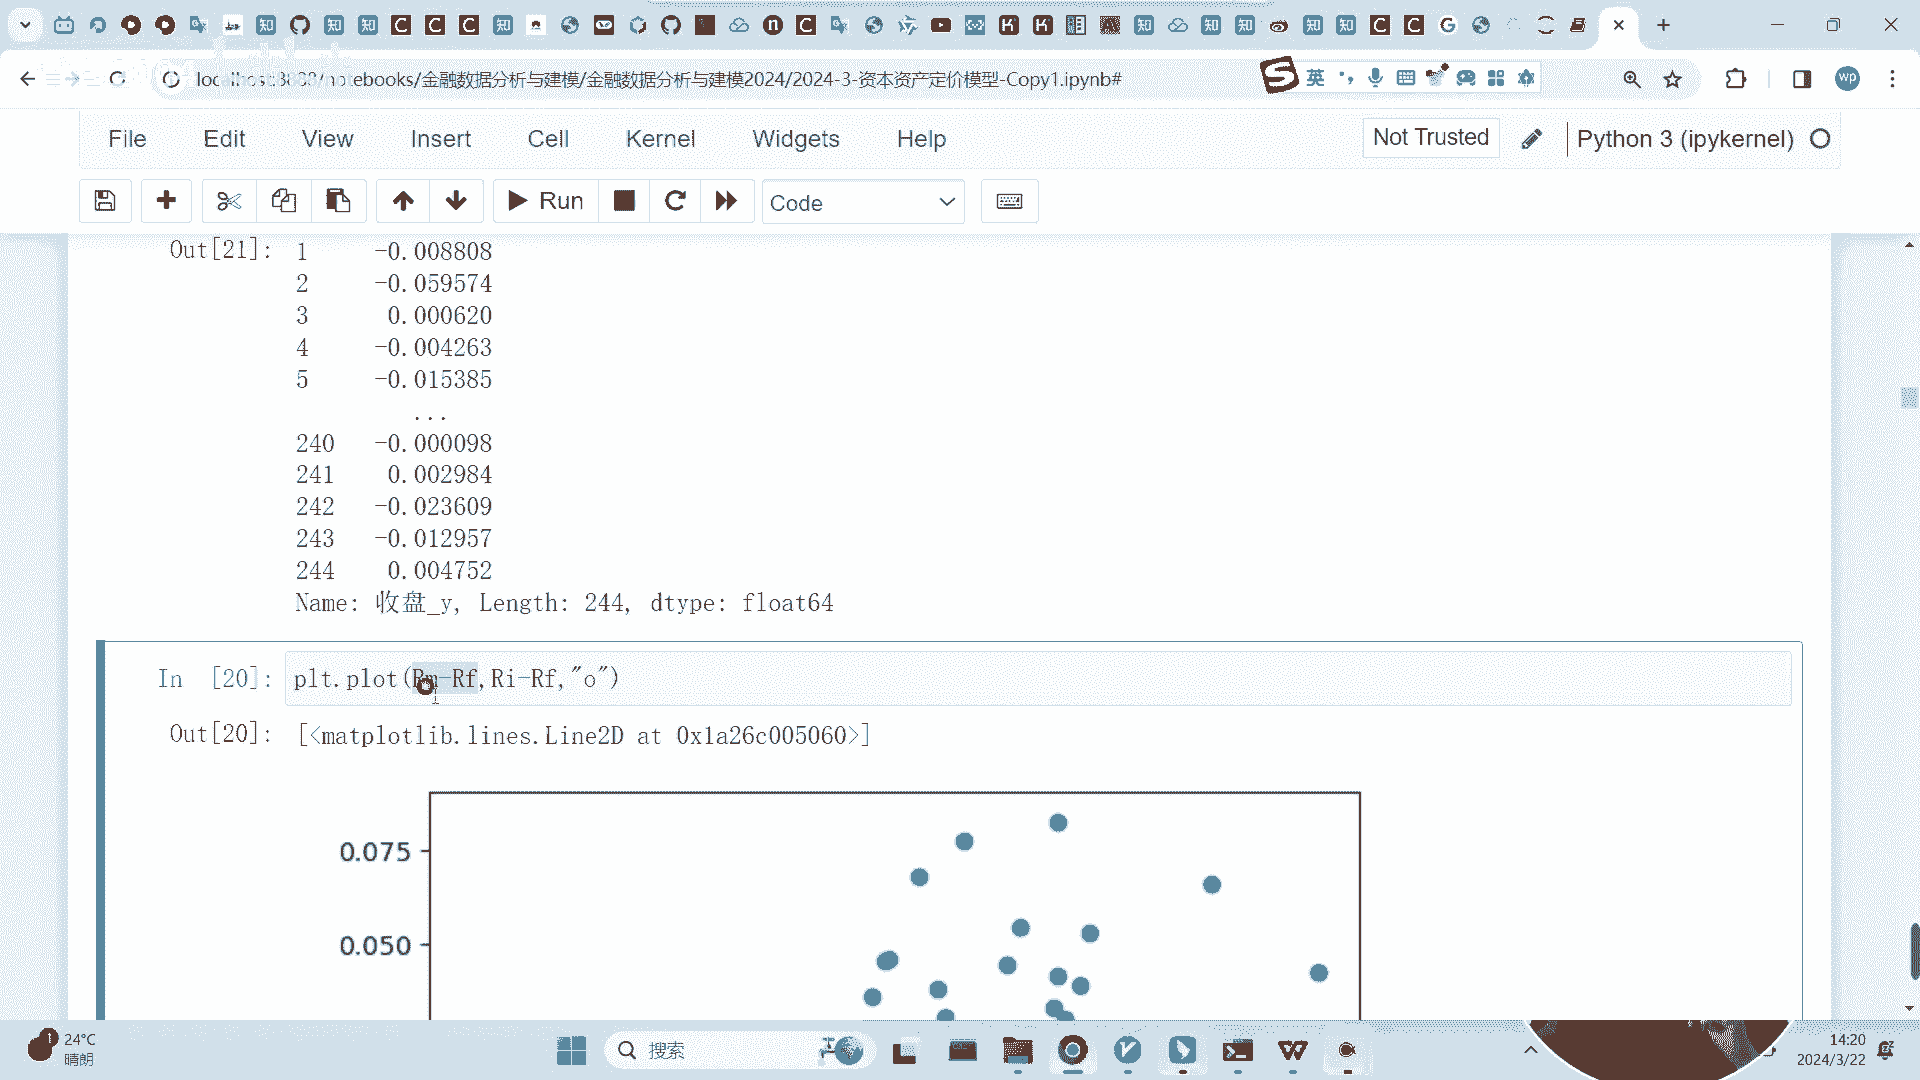 localhost:8888/notebooks/金融数据分析与建模/金融数据分析与建模2024/2024-3-资本资产定价模型-Copy1.ipynb#
英
wp
File Edit View Insert Cell Kernel Widgets Help
Not Trusted
Python 3 (ipykernel)
Run
Code
Out[21]: 1 -0.008808
2 -0.059574
3 0.000620
4 -0.004263
5 -0.015385
...
240 -0.000098
241 0.002984
242 -0.023609
243 -0.012957
244 0.004752
Name: 收盘_y, Length: 244, dtype: float64
In [20]: plt.plot(Rm-Rf,Ri-Rf,"o")
Out[20]: [<matplotlib.lines.Line2D at 0x1a26c005060>]
0.075
0.050
24°C
晴朗
搜索
14:20
2024/3/22